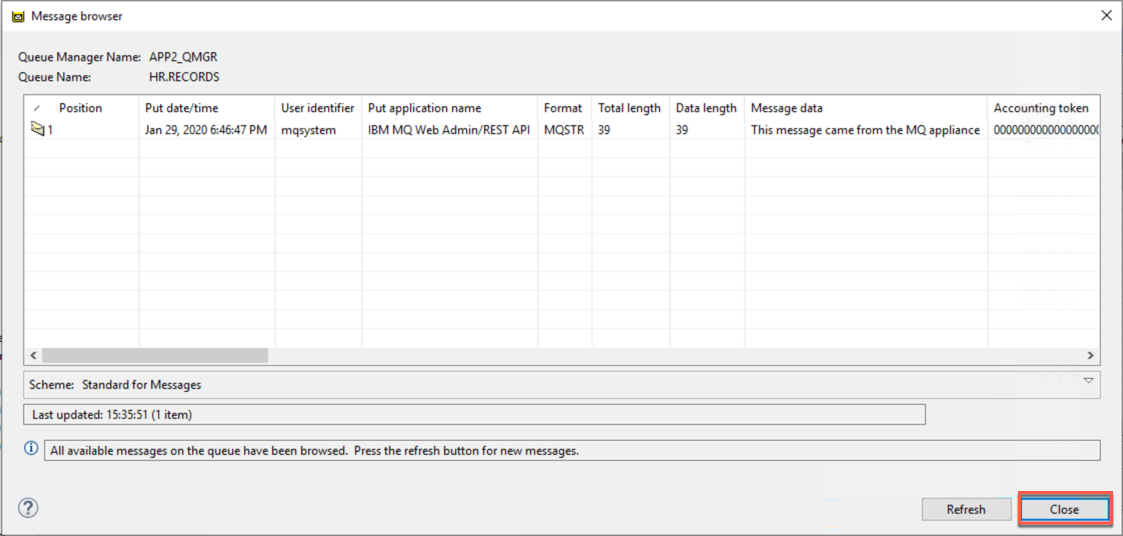 Message browser
Queue Manager Name: APP2_QMGR
Queue Name: HR.RECORDS
Position Put date/time User identifier Put application name Format Total length Data length Message data Accounting token
1 Jan 29, 2020 6:46:47 PM mqsystem IBM MQ Web Admin/REST API MQSTR 39 39 This message came from the MQ appliance 000000000000000000
Scheme: Standard for Messages
Last updated: 15:35:51 (1 item)
All available messages on the queue have been browsed. Press the refresh button for new messages.
Refresh Close